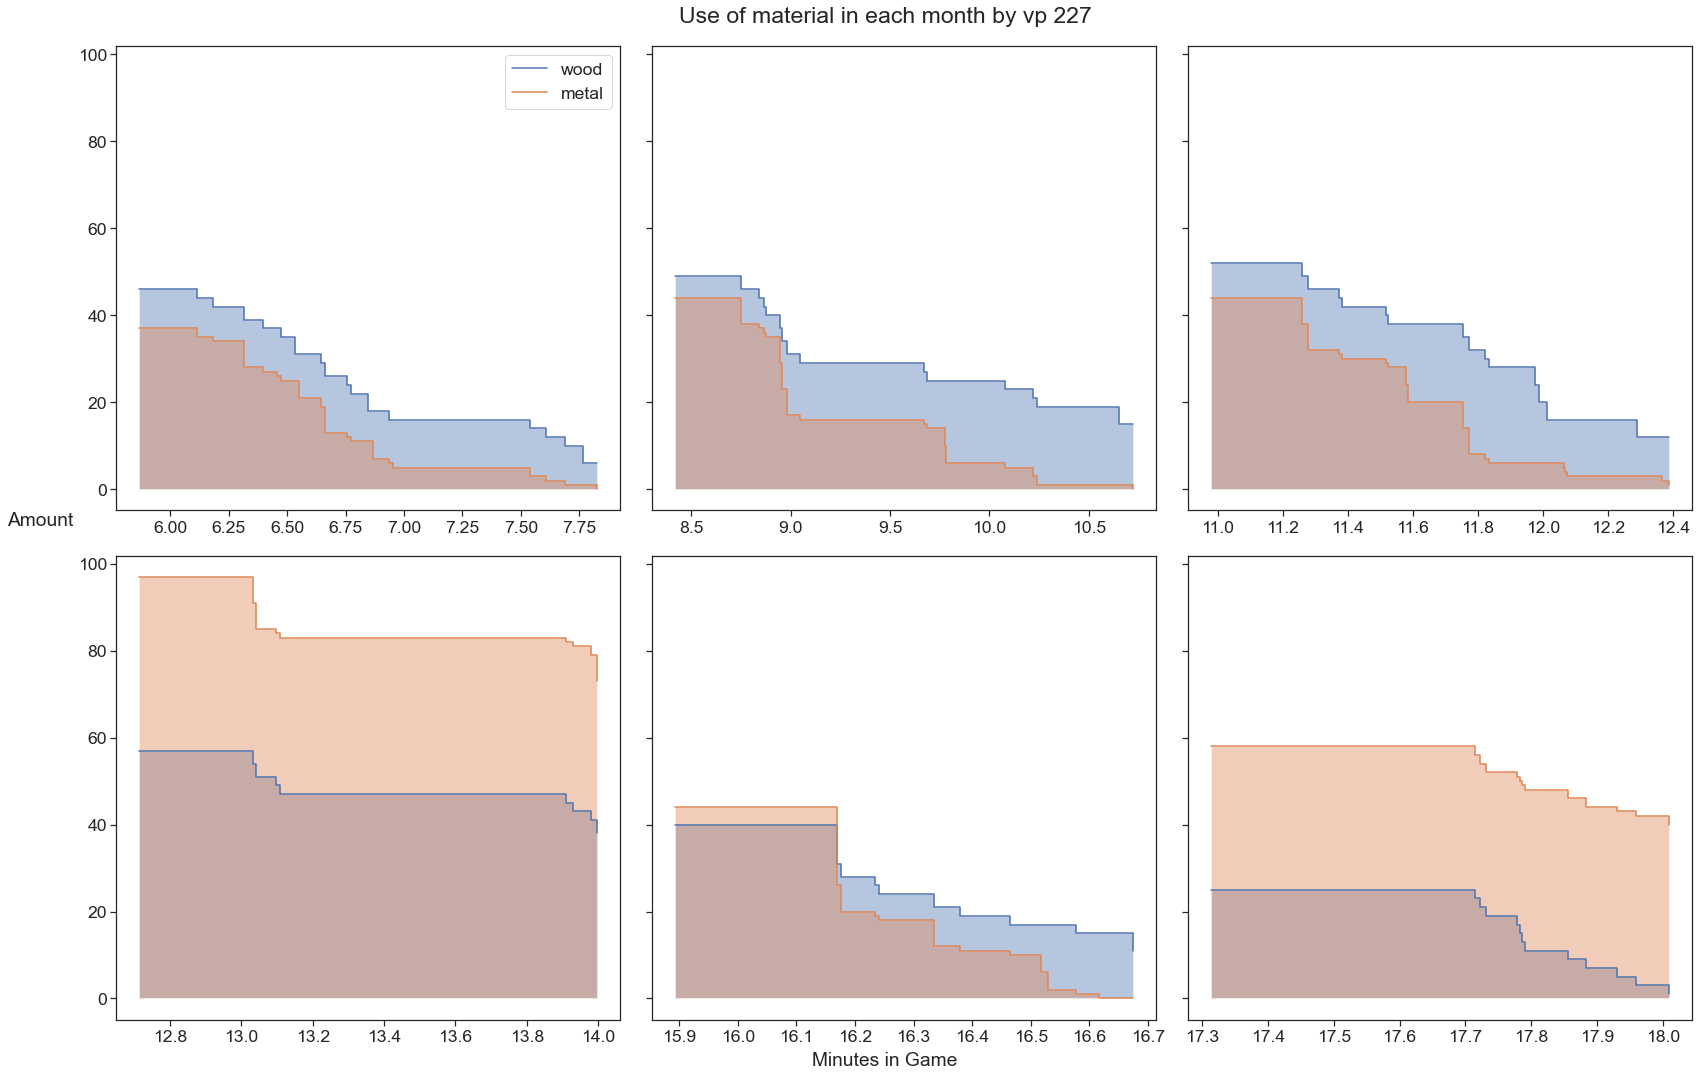 Use of material in each month by vp 227
wood
metal
100
80
60
40
20
0
6.00 6.25 6.50 6.75 7.00 7.25 7.50 7.75
8.5 9.0 9.5 10.0 10.5
11.0 11.2 11.4 11.6 11.8 12.0 12.2 12.4
Amount
100
80
60
40
20
0
12.8 13.0 13.2 13.4 13.6 13.8 14.0
15.9 16.0 16.1 16.2 16.3 16.4 16.5 16.6 16.7
17.3 17.4 17.5 17.6 17.7 17.8 17.9 18.0
Minutes in Game